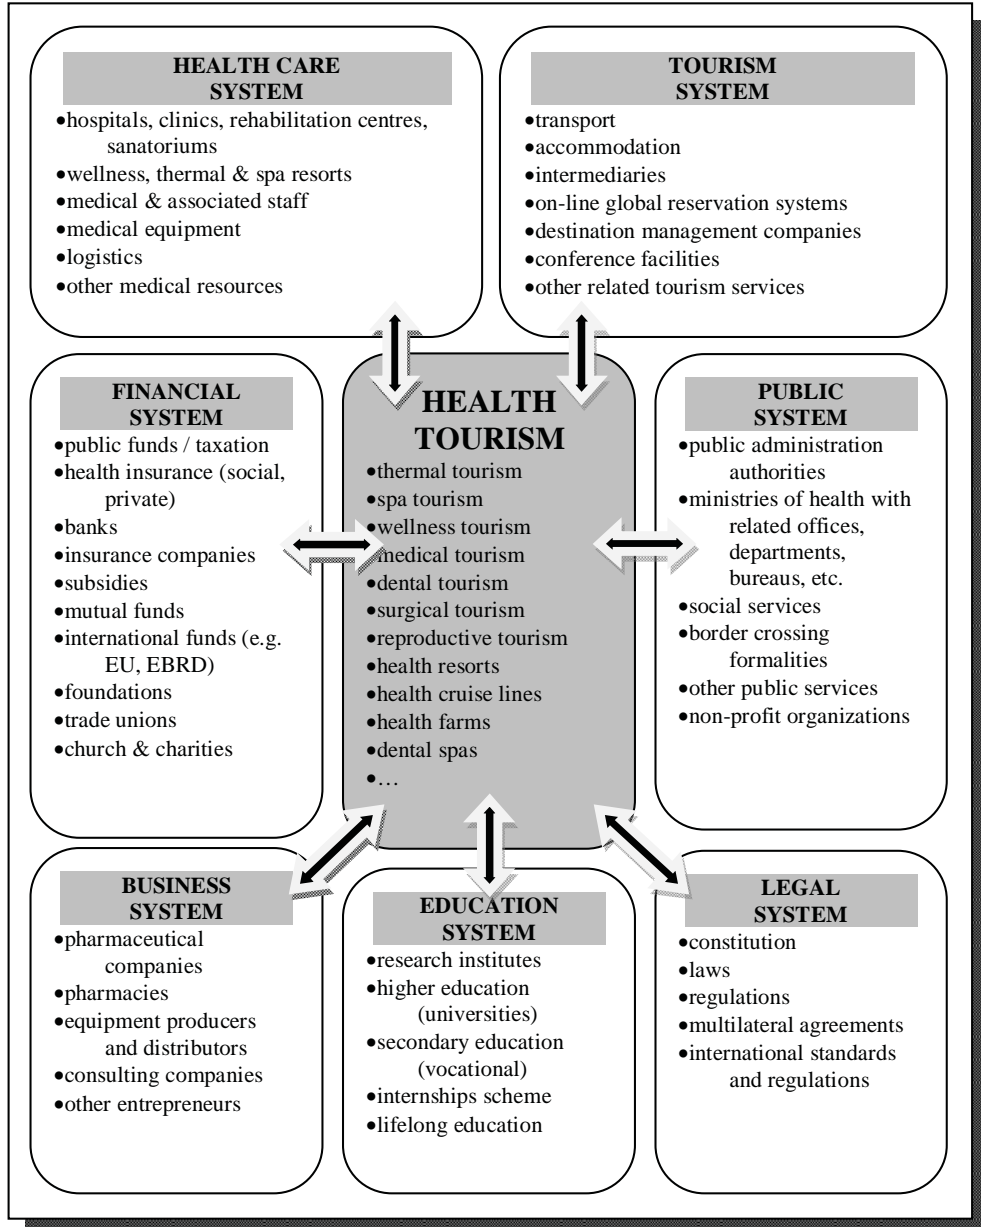 HEALTH CARE
SYSTEM
•hospitals, clinics, rehabilitation centres,
sanatoriums
•wellness, thermal & spa resorts
•medical & associated staff
•medical equipment
•logistics
•other medical resources
TOURISM
SYSTEM
•transport
•accommodation
•intermediaries
•on-line global reservation systems
•destination management companies
•conference facilities
•other related tourism services
FINANCIAL
SYSTEM
•public funds / taxation
•health insurance (social,
private)
•banks
•insurance companies
•subsidies
•mutual funds
•international funds (e.g.
EU, EBRD)
•foundations
•trade unions
•church & charities
HEALTH
TOURISM
•thermal tourism
•spa tourism
•wellness tourism
•medical tourism
•dental tourism
•surgical tourism
•reproductive tourism
•health resorts
•health cruise lines
•health farms
•dental spas
•…
PUBLIC
SYSTEM
•public administration
authorities
•ministries of health with
related offices,
departments,
bureaus, etc.
•social services
•border crossing
formalities
•other public services
•non-profit organizations
BUSINESS
SYSTEM
•pharmaceutical
companies
•pharmacies
•equipment producers
and distributors
•consulting companies
•other entrepreneurs
EDUCATION
SYSTEM
•research institutes
•higher education
(universities)
•secondary education
(vocational)
•internships scheme
•lifelong education
LEGAL
SYSTEM
•constitution
•laws
•regulations
•multilateral agreements
•international standards
and regulations